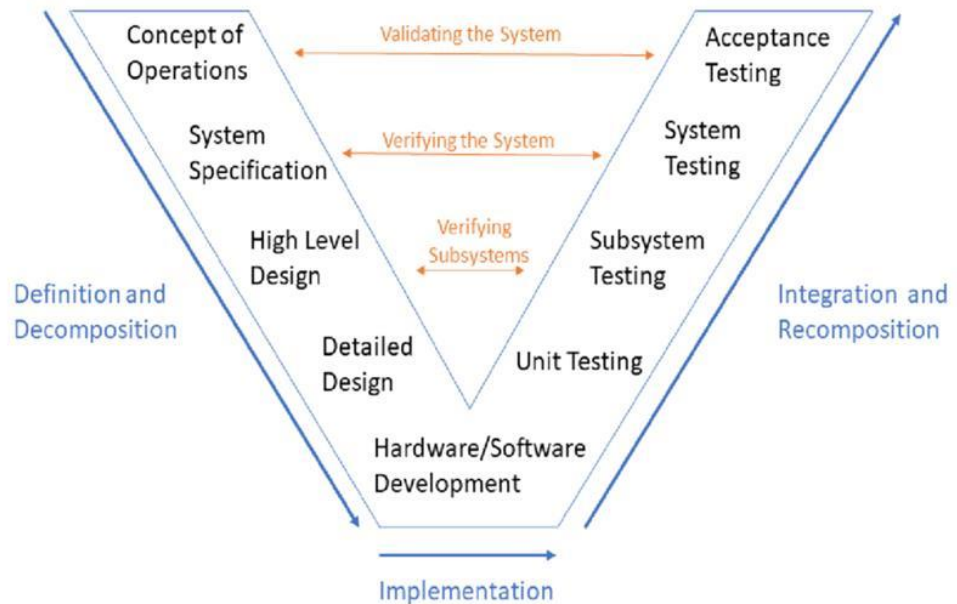 Concept of
Operations
Validating the System
Acceptance
Testing
System
Specification
Verifying the System
System
Testing
High Level
Design
Verifying
Subsystems
Subsystem
Testing
Definition and
Decomposition
Integration and
Recomposition
Detailed
Design
Unit Testing
Hardware/Software
Development
Implementation